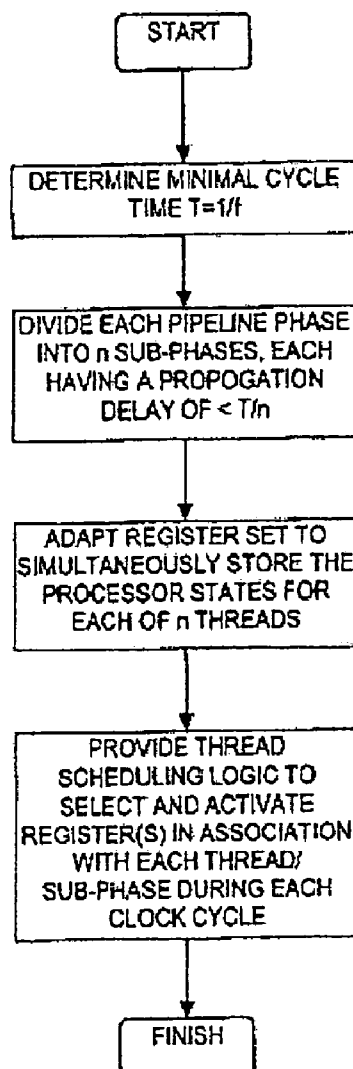 START
DETERMINE MINIMAL CYCLE
TIME T=1/f
DIVIDE EACH PIPELINE PHASE
INTO n SUB-PHASES, EACH
HAVING A PROPOGATION
DELAY OF < T/n
ADAPT REGISTER SET TO
SIMULTANEOUSLY STORE THE
PROCESSOR STATES FOR
EACH OF n THREADS
PROVIDE THREAD
SCHEDULING LOGIC TO
SELECT AND ACTIVATE
REGISTER(S) IN ASSOCIATION
WITH EACH THREAD/
SUB-PHASE DURING EACH
CLOCK CYCLE
FINISH